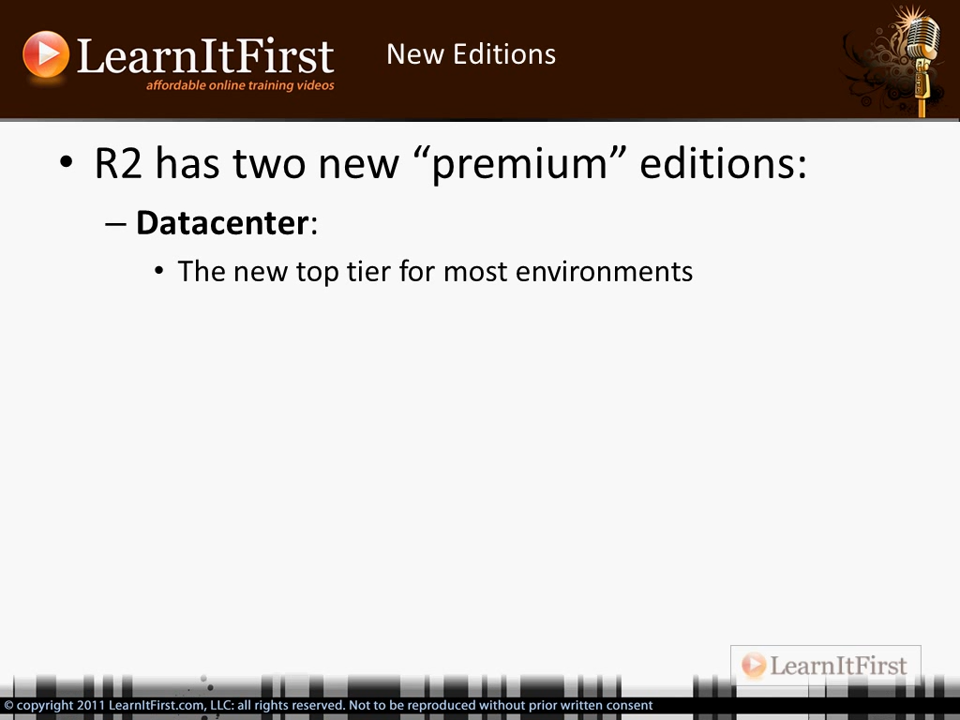 LearnItFirst
affordable online training videos
New Editions
• R2 has two new “premium” editions:
– Datacenter:
• The new top tier for most environments
LearnItFirst
© copyright 2011 LearnItFirst.com, LLC: all rights reserved. Not to be reproduced without prior written consent